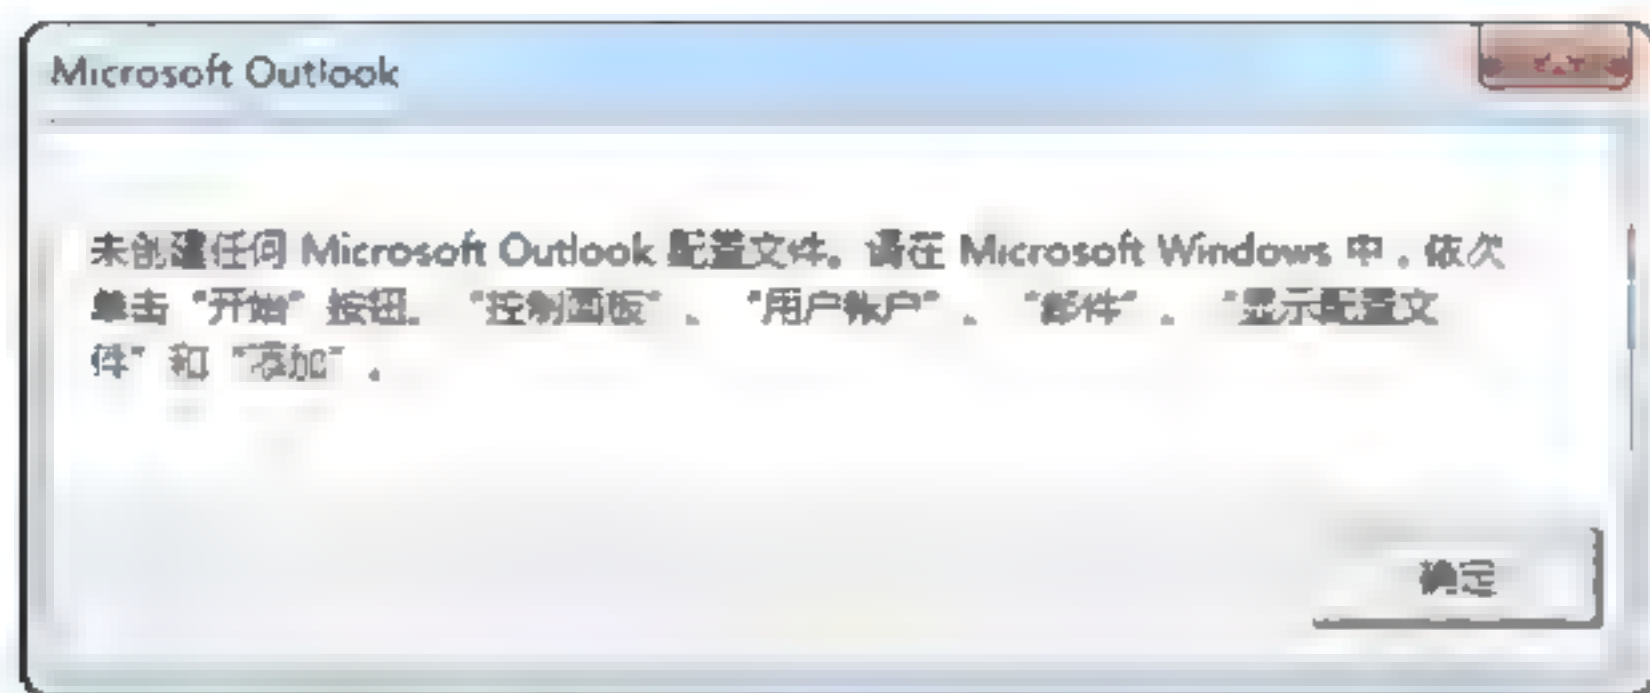 Microsoft Outlook
未创建任何 Microsoft Outlook 配置文件。请在 Microsoft Windows 中，依次
单击“开始”按钮、“控制面板”、“用户帐户”、“邮件”、“显示配置文
件”和“添加”。
确定